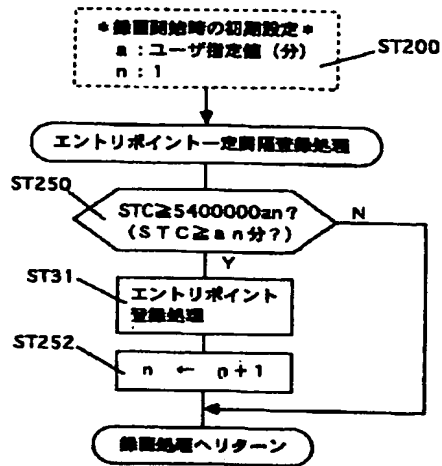 *録画開始時の初期設定*
a:ユーザ指定値(分)
n:1
ST200
エントリポイント一定間隔登録処理
ST250
STC≧5400000an?
(STC≧an分?)
N
Y
ST31
エントリポイント
登録処理
ST252
n ← n+1
録画処理へリターン